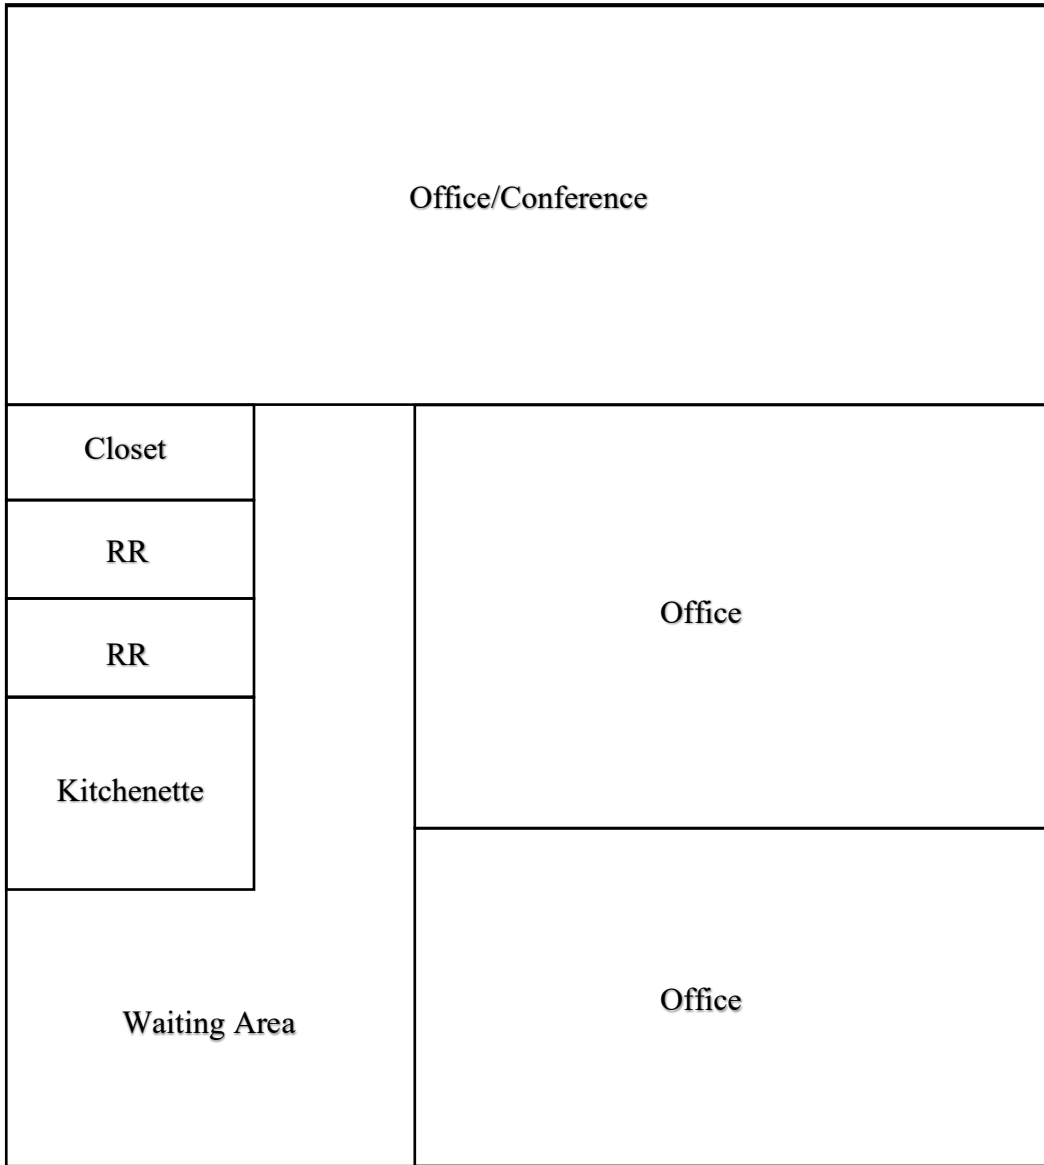 Office/Conference
Closet
RR
RR
Kitchenette
Waiting Area
Office
Office